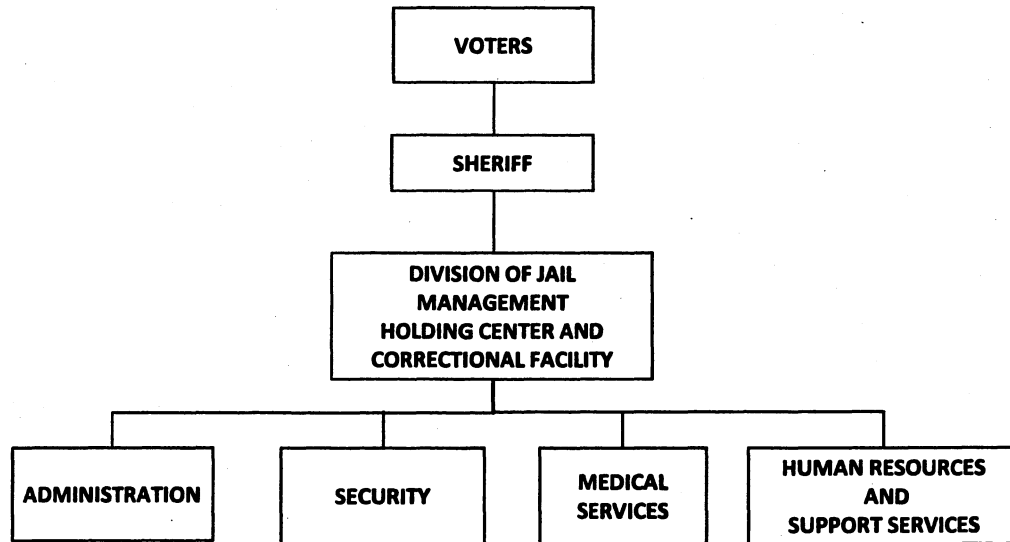 VOTERS
SHERIFF
DIVISION OF JAIL
MANAGEMENT
HOLDING CENTER AND
CORRECTIONAL FACILITY
ADMINISTRATION
SECURITY
MEDICAL
SERVICES
HUMAN RESOURCES
AND
SUPPORT SERVICES